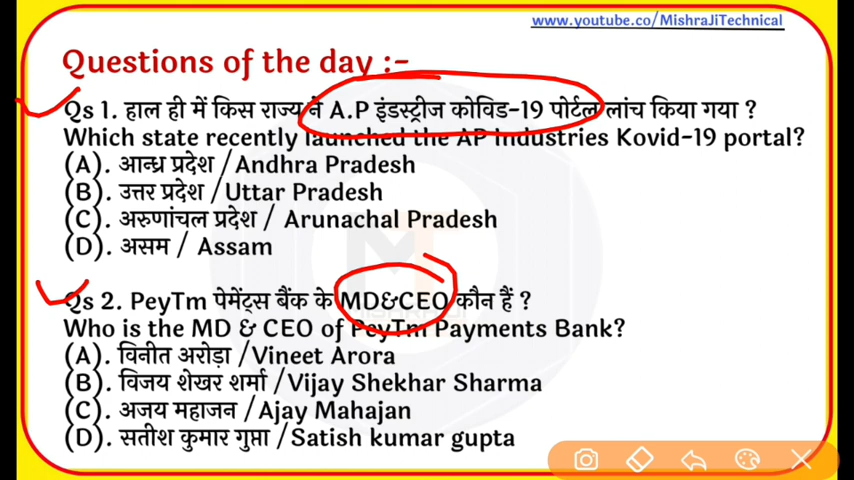 www.youtube.co/MishraJiTechnical
Questions of the day :-
Qs 1. हाल ही में किस राज्य ने A.P इंडस्ट्रीज कोविड-19 पोर्टल लांच किया गया ?
Which state recently launched the AP Industries Kovid-19 portal?
(A). आन्ध्र प्रदेश / Andhra Pradesh
(B). उत्तर प्रदेश / Uttar Pradesh
(C). अरुणांचल प्रदेश / Arunachal Pradesh
(D). असम / Assam
Qs 2. PeyTm पेमेंट्स बैंक के MD&CEO कौन हैं ?
Who is the MD & CEO of PeyTm Payments Bank?
(A). विनीत अरोड़ा / Vineet Arora
(B). विजय शेखर शर्मा / Vijay Shekhar Sharma
(C). अजय महाजन / Ajay Mahajan
(D). सतीश कुमार गुप्ता / Satish kumar gupta